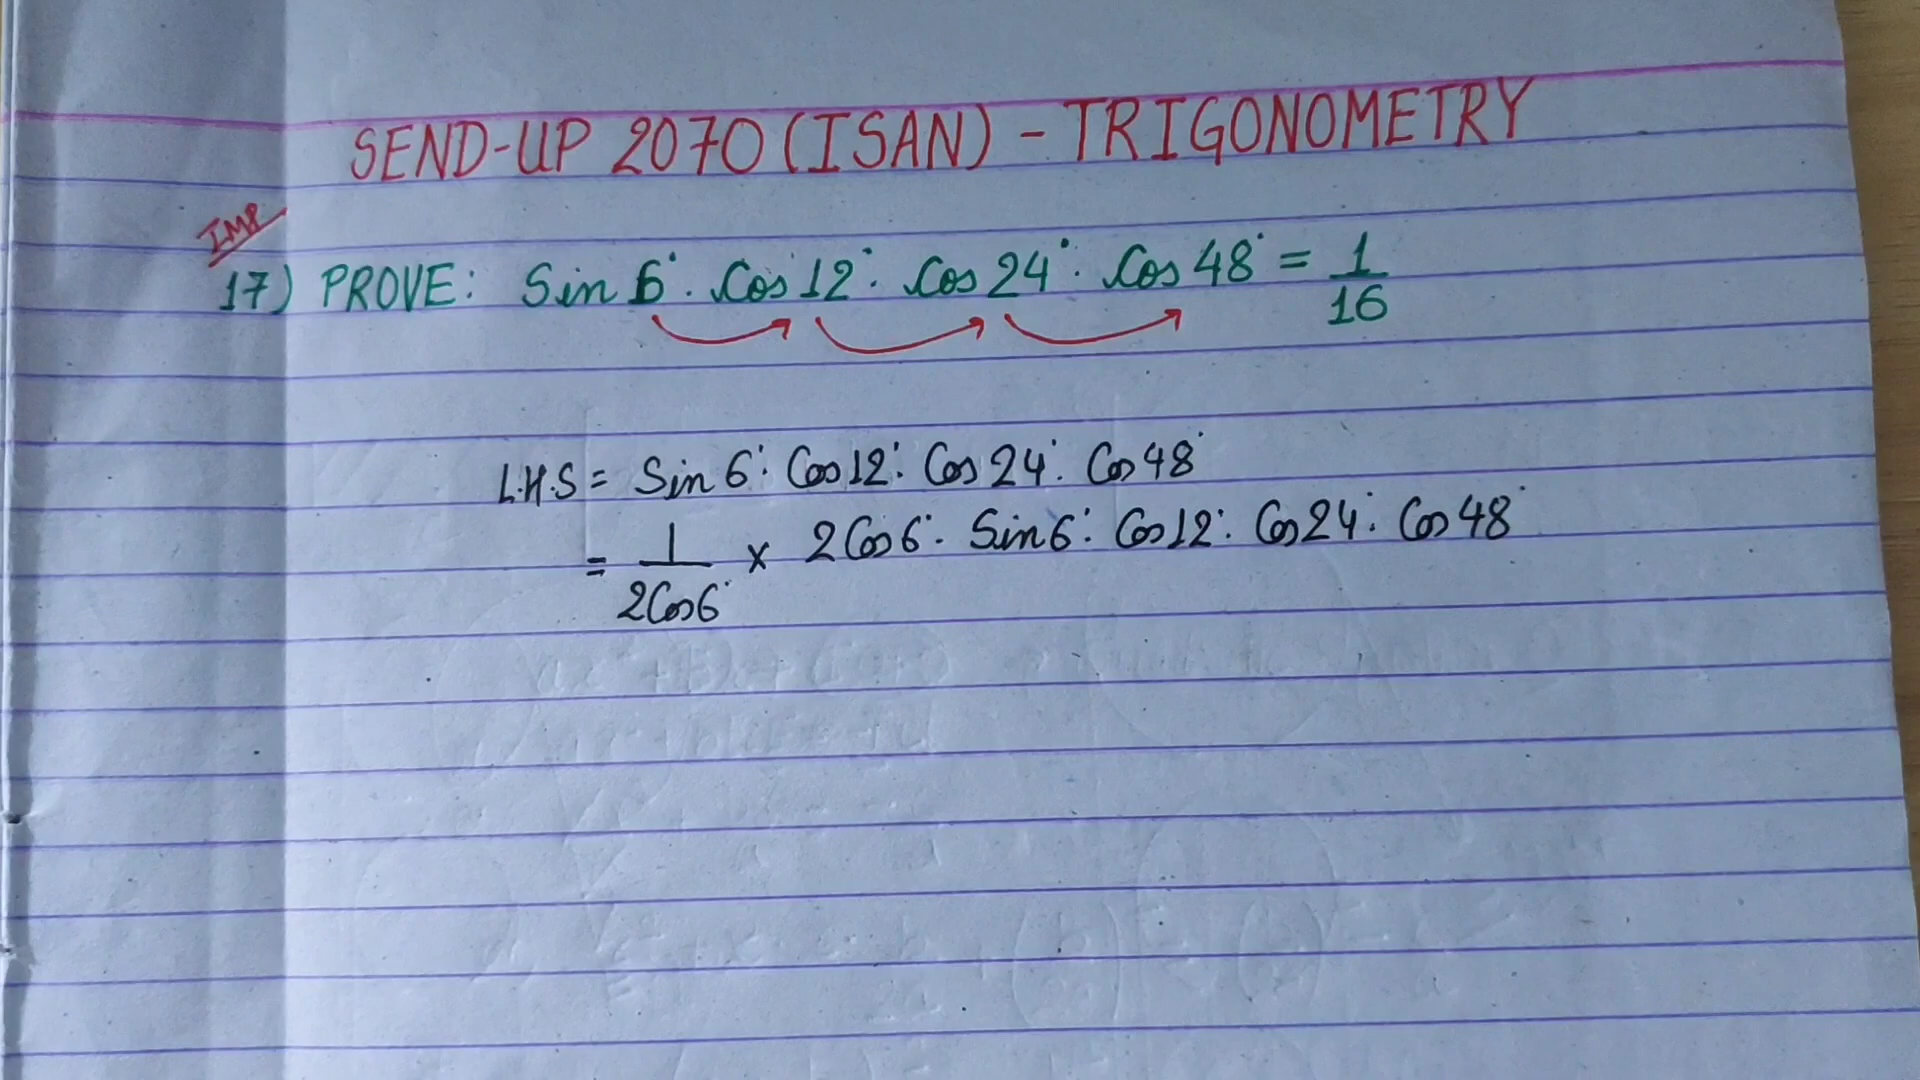 SEND-UP 2070 (ISAN) - TRIGONOMETRY
IMP
17) PROVE: Sin 6° · Cos 12° · Cos 24° · Cos 48° = 1/16
L.H.S = Sin 6° · Cos 12° · Cos 24° · Cos 48°
= 1/2Cos6° × 2Cos6° · Sin6° · Cos12° · Cos24° · Cos48°